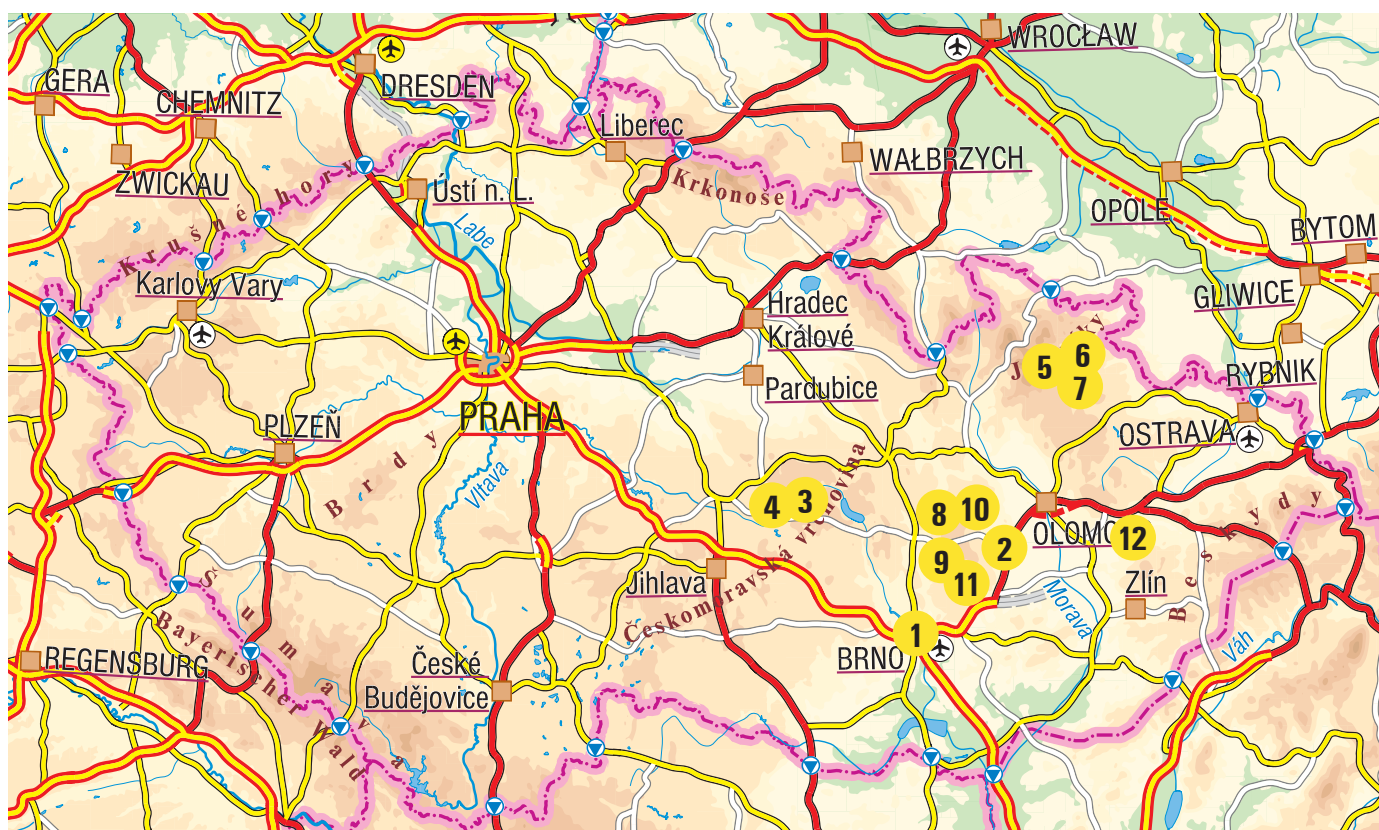 WROCŁAW
GERA
DRESDEN
CHEMNITZ
Liberec
WAŁBRZYCH
ZWICKAU
Krkonoše
Ústí n. L.
OPOLE
Krušné hory
Labe
BYTOM
Karlovy Vary
GLIWICE
Hradec
Králové
5
6
7
RYBNIK
Pardubice
PRAHA
PLZEŇ
OSTRAVA
Brdy
Vltava
4
3
8
10
Beskydy
2
12
9
11
Jihlava
Českomoravská vrchovina
Zlín
Morava
1
BRNO
Váh
Šumava
Bayerischer Wald
REGENSBURG
České
Budějovice